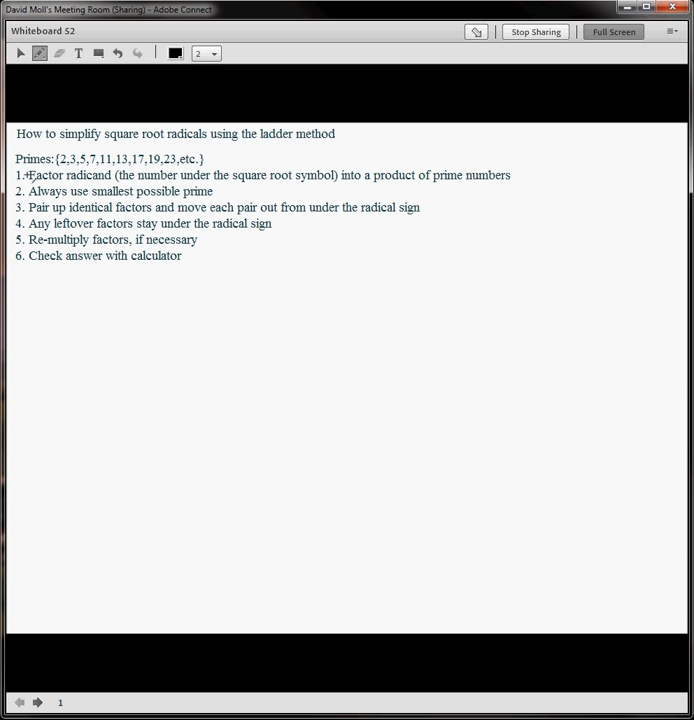 David Moll's Meeting Room (Sharing) - Adobe Connect
Whiteboard 52
Stop Sharing
Full Screen
T
2
How to simplify square root radicals using the ladder method
Primes:{2,3,5,7,11,13,17,19,23,etc.}
1. Factor radicand (the number under the square root symbol) into a product of prime numbers
2. Always use smallest possible prime
3. Pair up identical factors and move each pair out from under the radical sign
4. Any leftover factors stay under the radical sign
5. Re-multiply factors, if necessary
6. Check answer with calculator
1